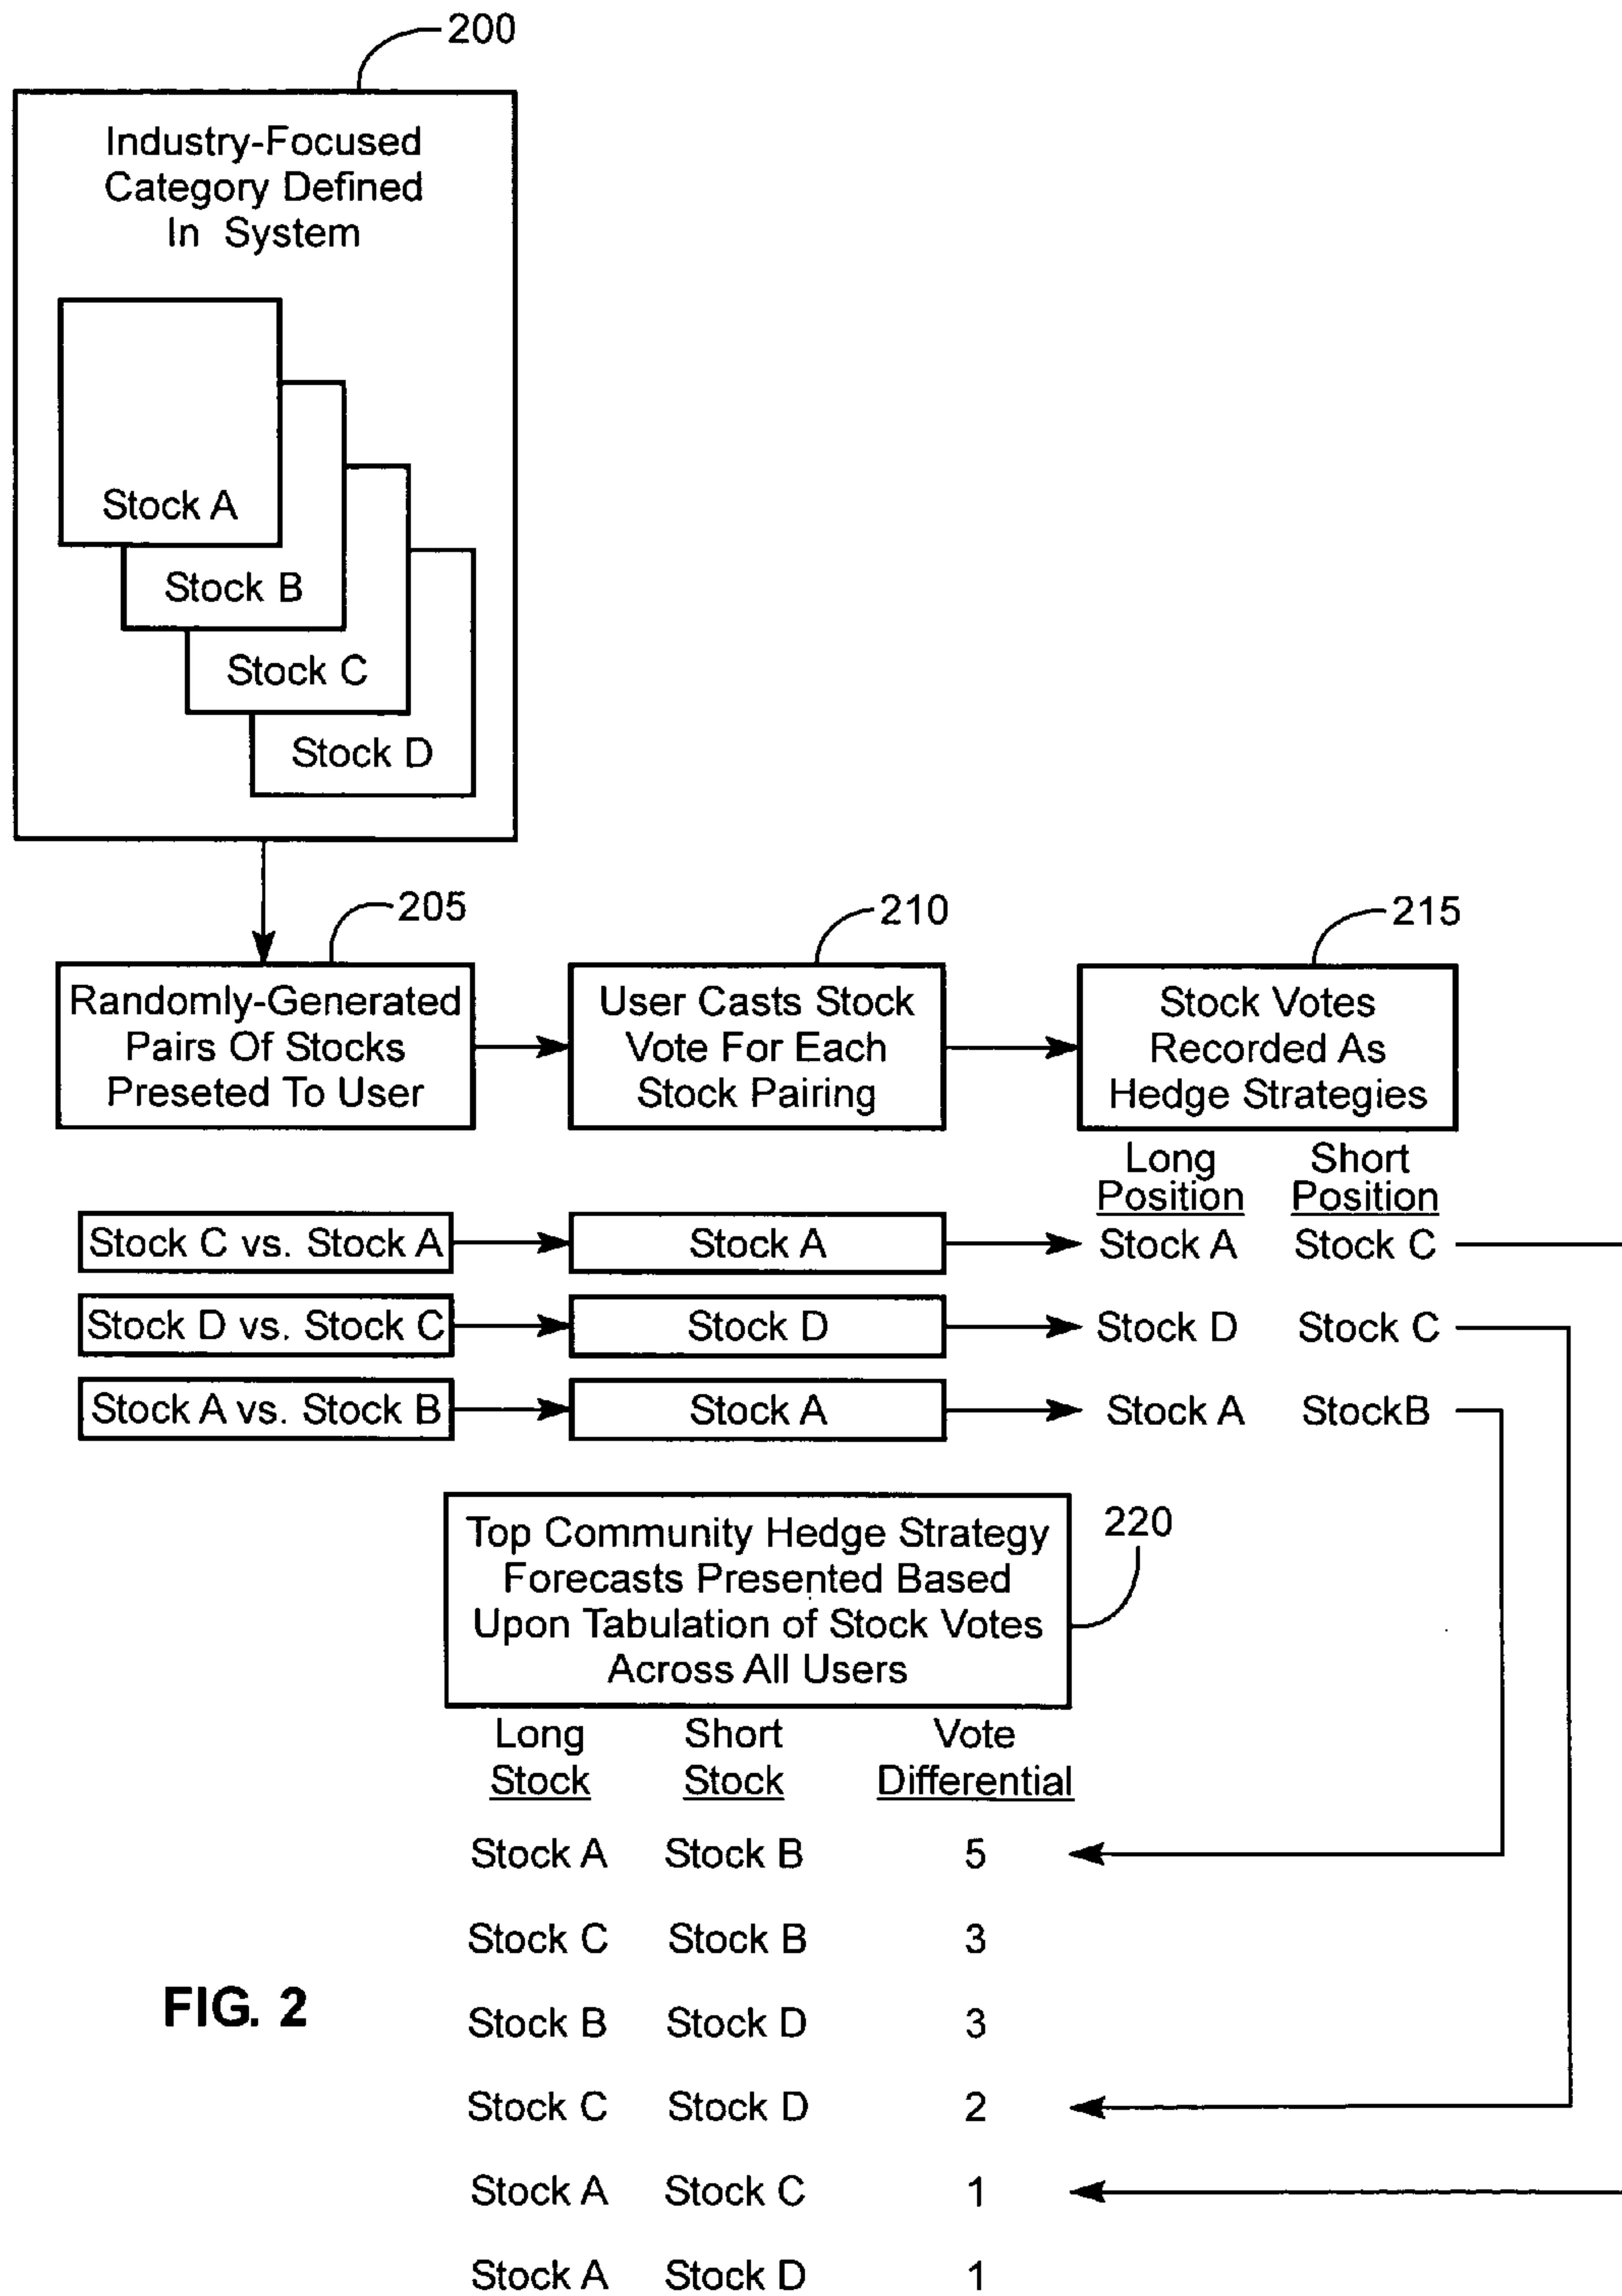 200
Industry-Focused
Category Defined
In System
Stock A
Stock B
Stock C
Stock D
205
210
215
Randomly-Generated
Pairs Of Stocks
Preseted To User
User Casts Stock
Vote For Each
Stock Pairing
Stock Votes
Recorded As
Hedge Strategies
Long Position
Short Position
Stock C vs. Stock A
Stock A
Stock A
Stock C
Stock D vs. Stock C
Stock D
Stock D
Stock C
Stock A vs. Stock B
Stock A
Stock A
StockB
Top Community Hedge Strategy
Forecasts Presented Based
Upon Tabulation of Stock Votes
Across All Users
220
Long Stock
Short Stock
Vote Differential
Stock A Stock B 5
Stock C Stock B 3
Stock B Stock D 3
Stock C Stock D 2
Stock A Stock C 1
Stock A Stock D 1
FIG. 2